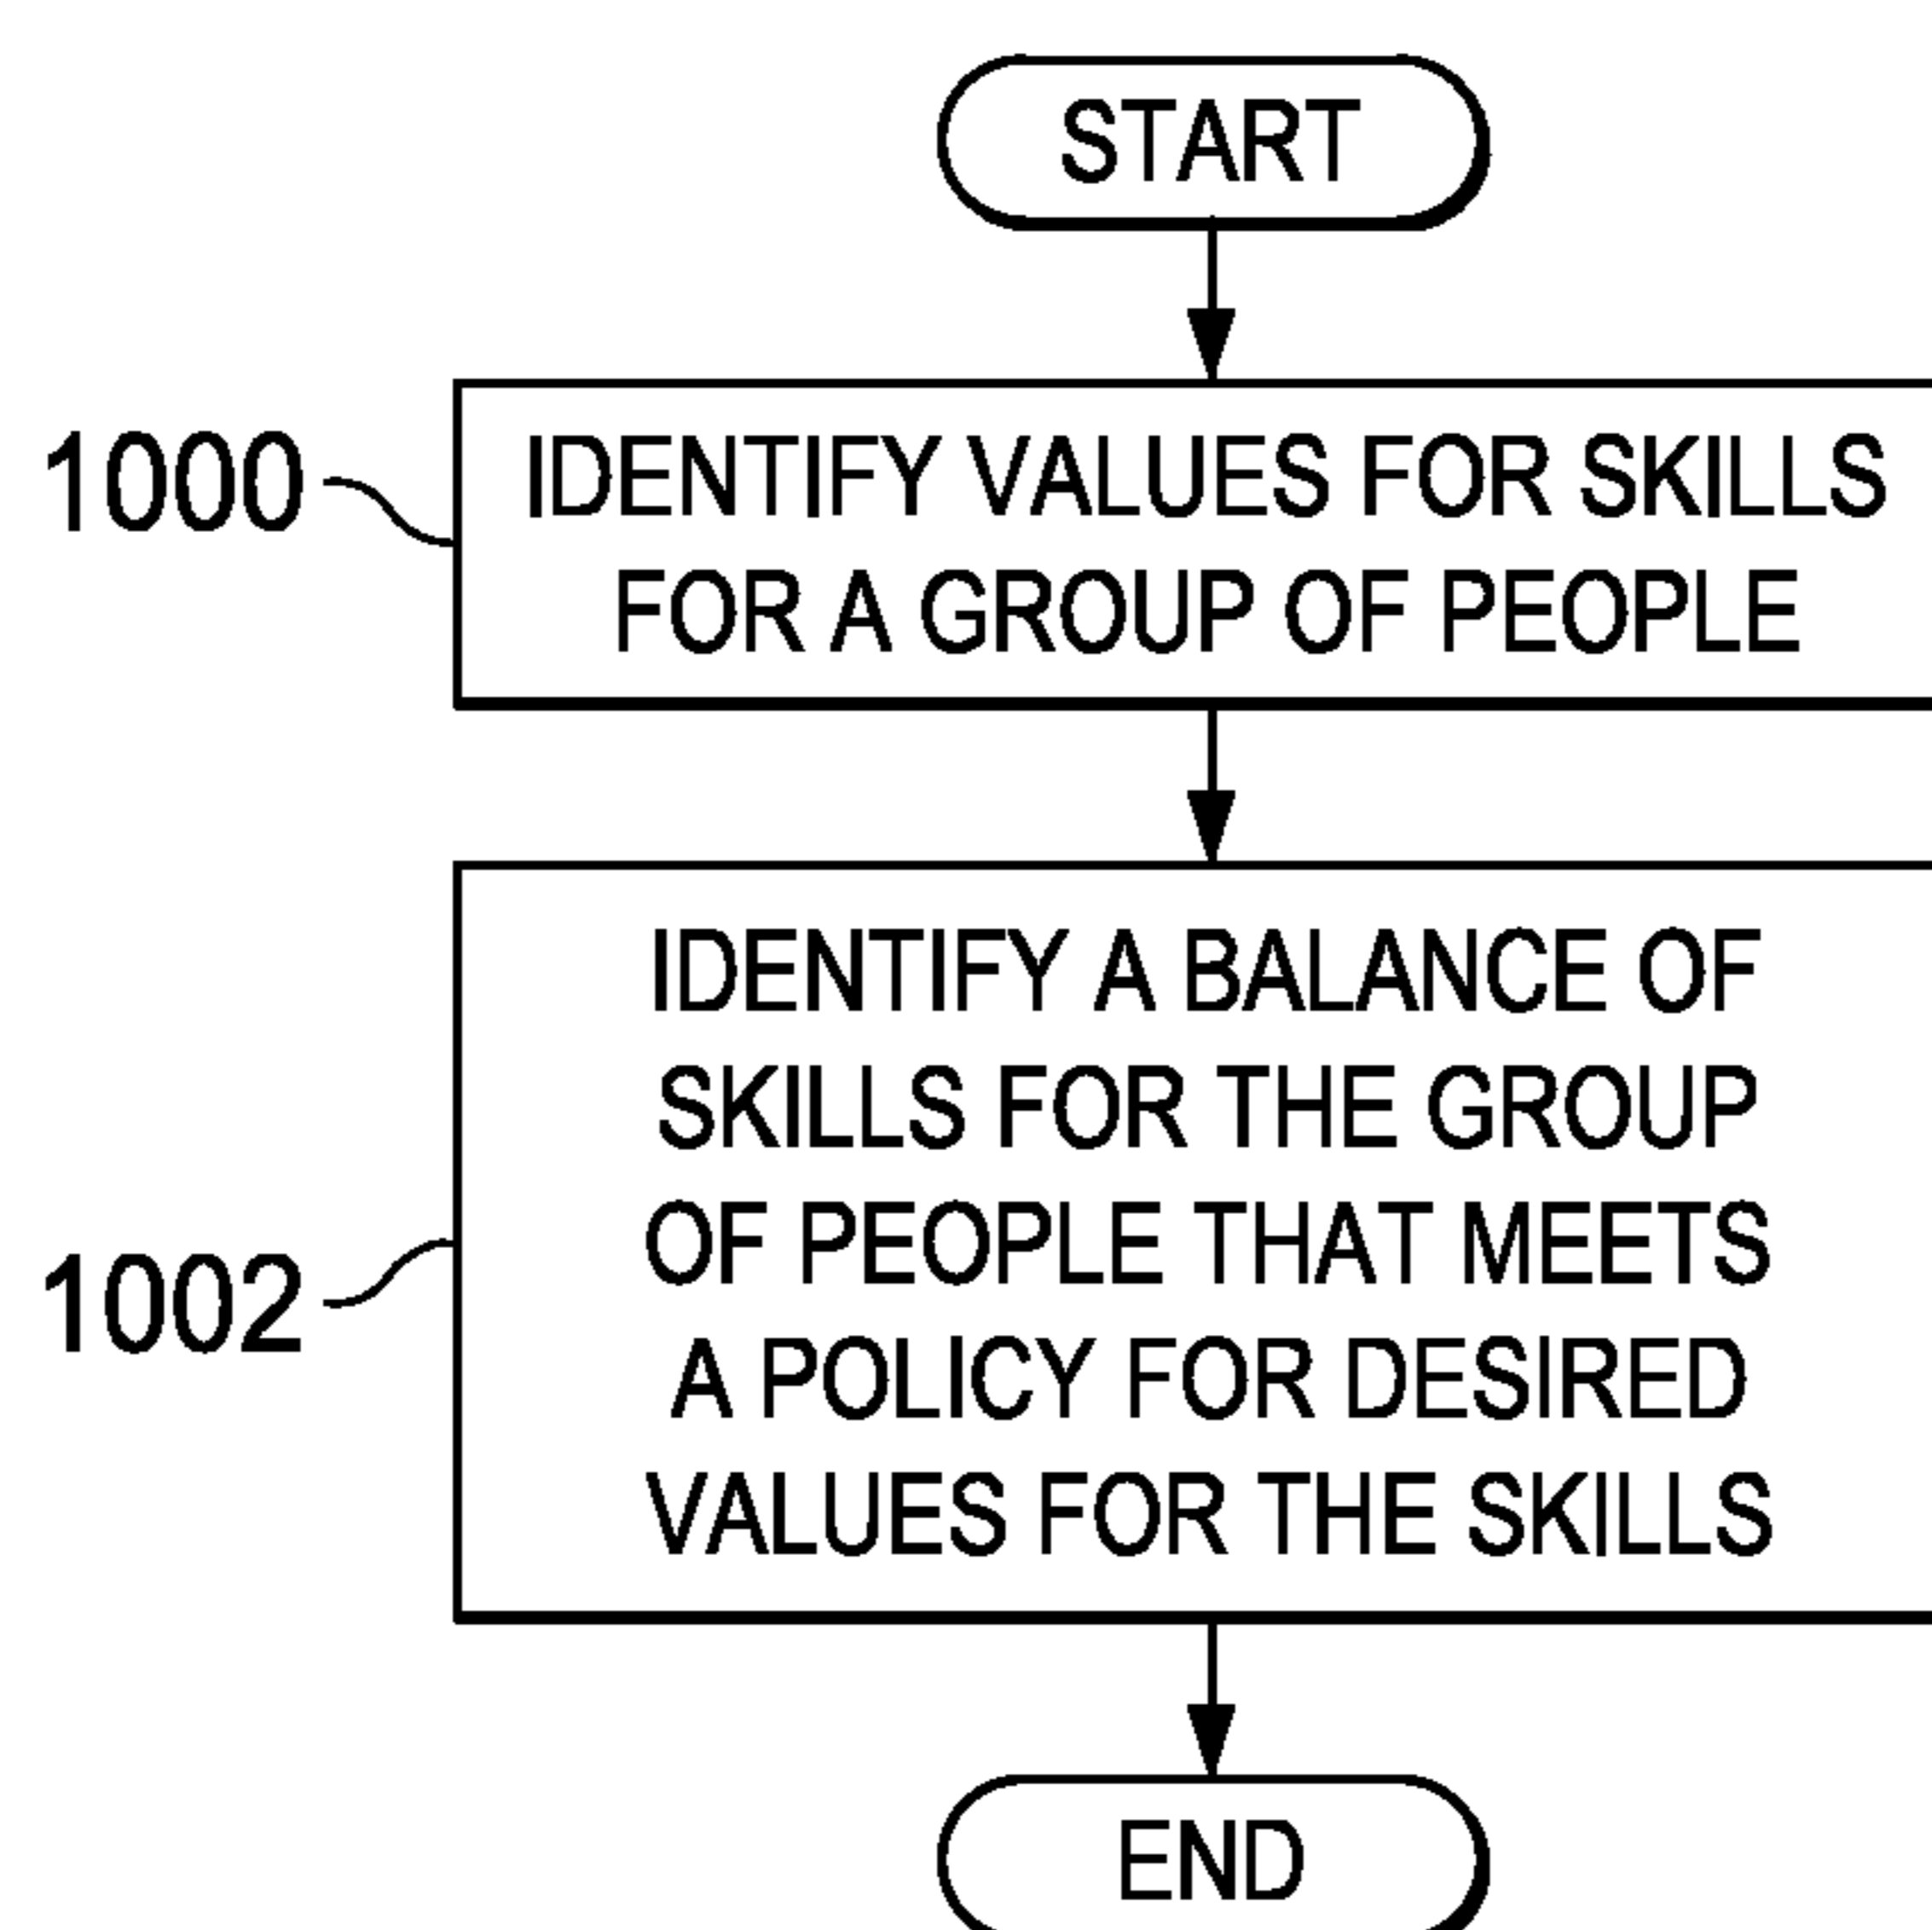 START
1000
IDENTIFY VALUES FOR SKILLS
FOR A GROUP OF PEOPLE
1002
IDENTIFY A BALANCE OF
SKILLS FOR THE GROUP
OF PEOPLE THAT MEETS
A POLICY FOR DESIRED
VALUES FOR THE SKILLS
END